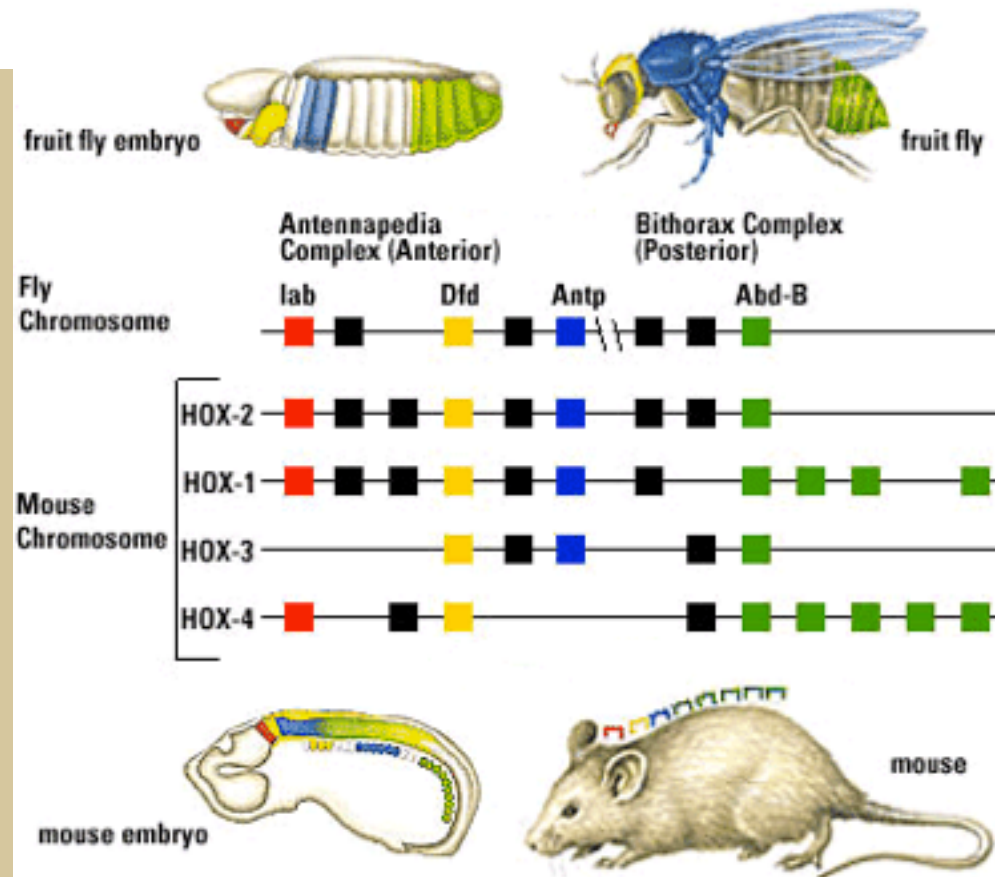 fruit fly embryo
fruit fly
Antennapedia
Complex (Anterior)
Bithorax Complex
(Posterior)
Fly
Chromosome
lab
Dfd
Antp
Abd-B
HOX-2
HOX-1
Mouse
Chromosome
HOX-3
HOX-4
mouse embryo
mouse